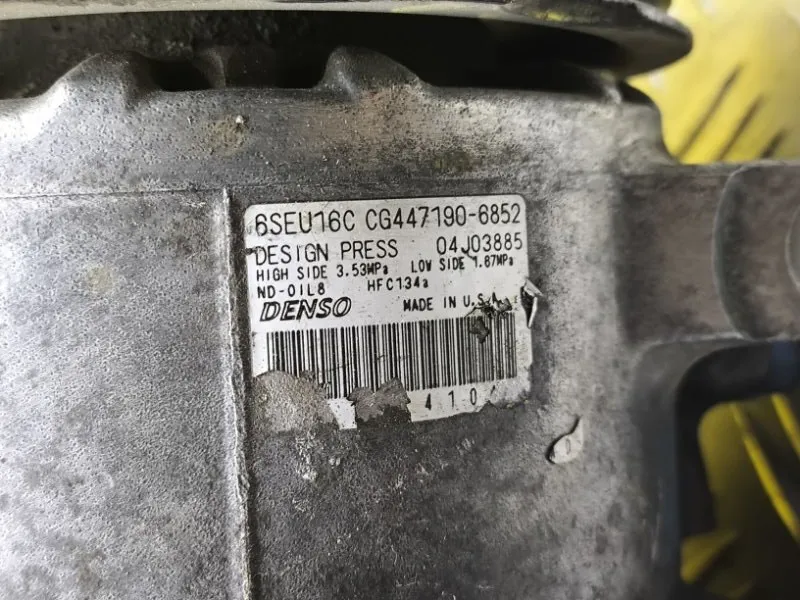 6SEU16C CG447190-6852
DESIGN PRESS 04J03885
HIGH SIDE 3.53MPa LOW SIDE 1.87MPa
ND-OIL8 HFC134a
DENSO MADE IN U.S.A
410